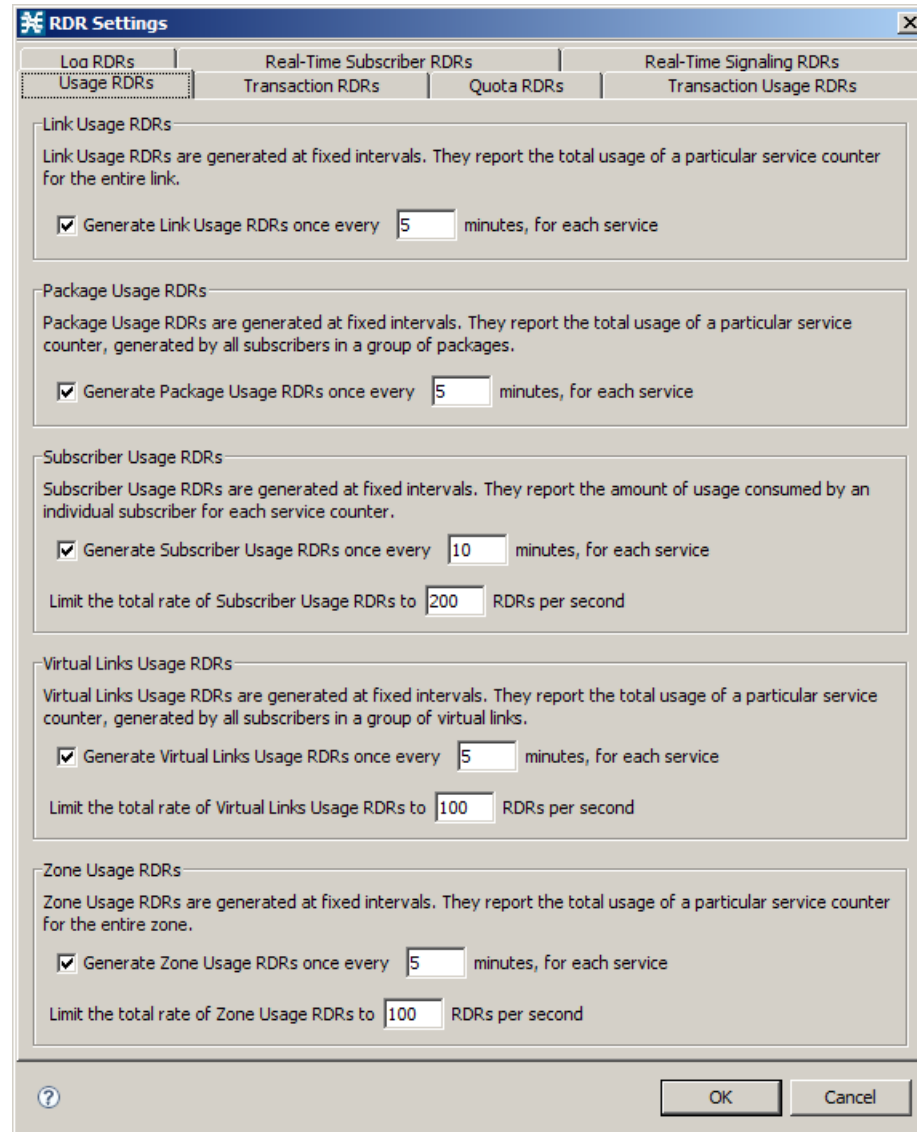 RDR Settings
Log RDRs
Real-Time Subscriber RDRs
Real-Time Signaling RDRs
Usage RDRs
Transaction RDRs
Quota RDRs
Transaction Usage RDRs
Link Usage RDRs
Link Usage RDRs are generated at fixed intervals. They report the total usage of a particular service counter
for the entire link.
Generate Link Usage RDRs once every 5 minutes, for each service
Package Usage RDRs
Package Usage RDRs are generated at fixed intervals. They report the total usage of a particular service
counter, generated by all subscribers in a group of packages.
Generate Package Usage RDRs once every 5 minutes, for each service
Subscriber Usage RDRs
Subscriber Usage RDRs are generated at fixed intervals. They report the amount of usage consumed by an
individual subscriber for each service counter.
Generate Subscriber Usage RDRs once every 10 minutes, for each service
Limit the total rate of Subscriber Usage RDRs to 200 RDRs per second
Virtual Links Usage RDRs
Virtual Links Usage RDRs are generated at fixed intervals. They report the total usage of a particular service
counter, generated by all subscribers in a group of virtual links.
Generate Virtual Links Usage RDRs once every 5 minutes, for each service
Limit the total rate of Virtual Links Usage RDRs to 100 RDRs per second
Zone Usage RDRs
Zone Usage RDRs are generated at fixed intervals. They report the total usage of a particular service counter
for the entire zone.
Generate Zone Usage RDRs once every 5 minutes, for each service
Limit the total rate of Zone Usage RDRs to 100 RDRs per second
?
OK
Cancel